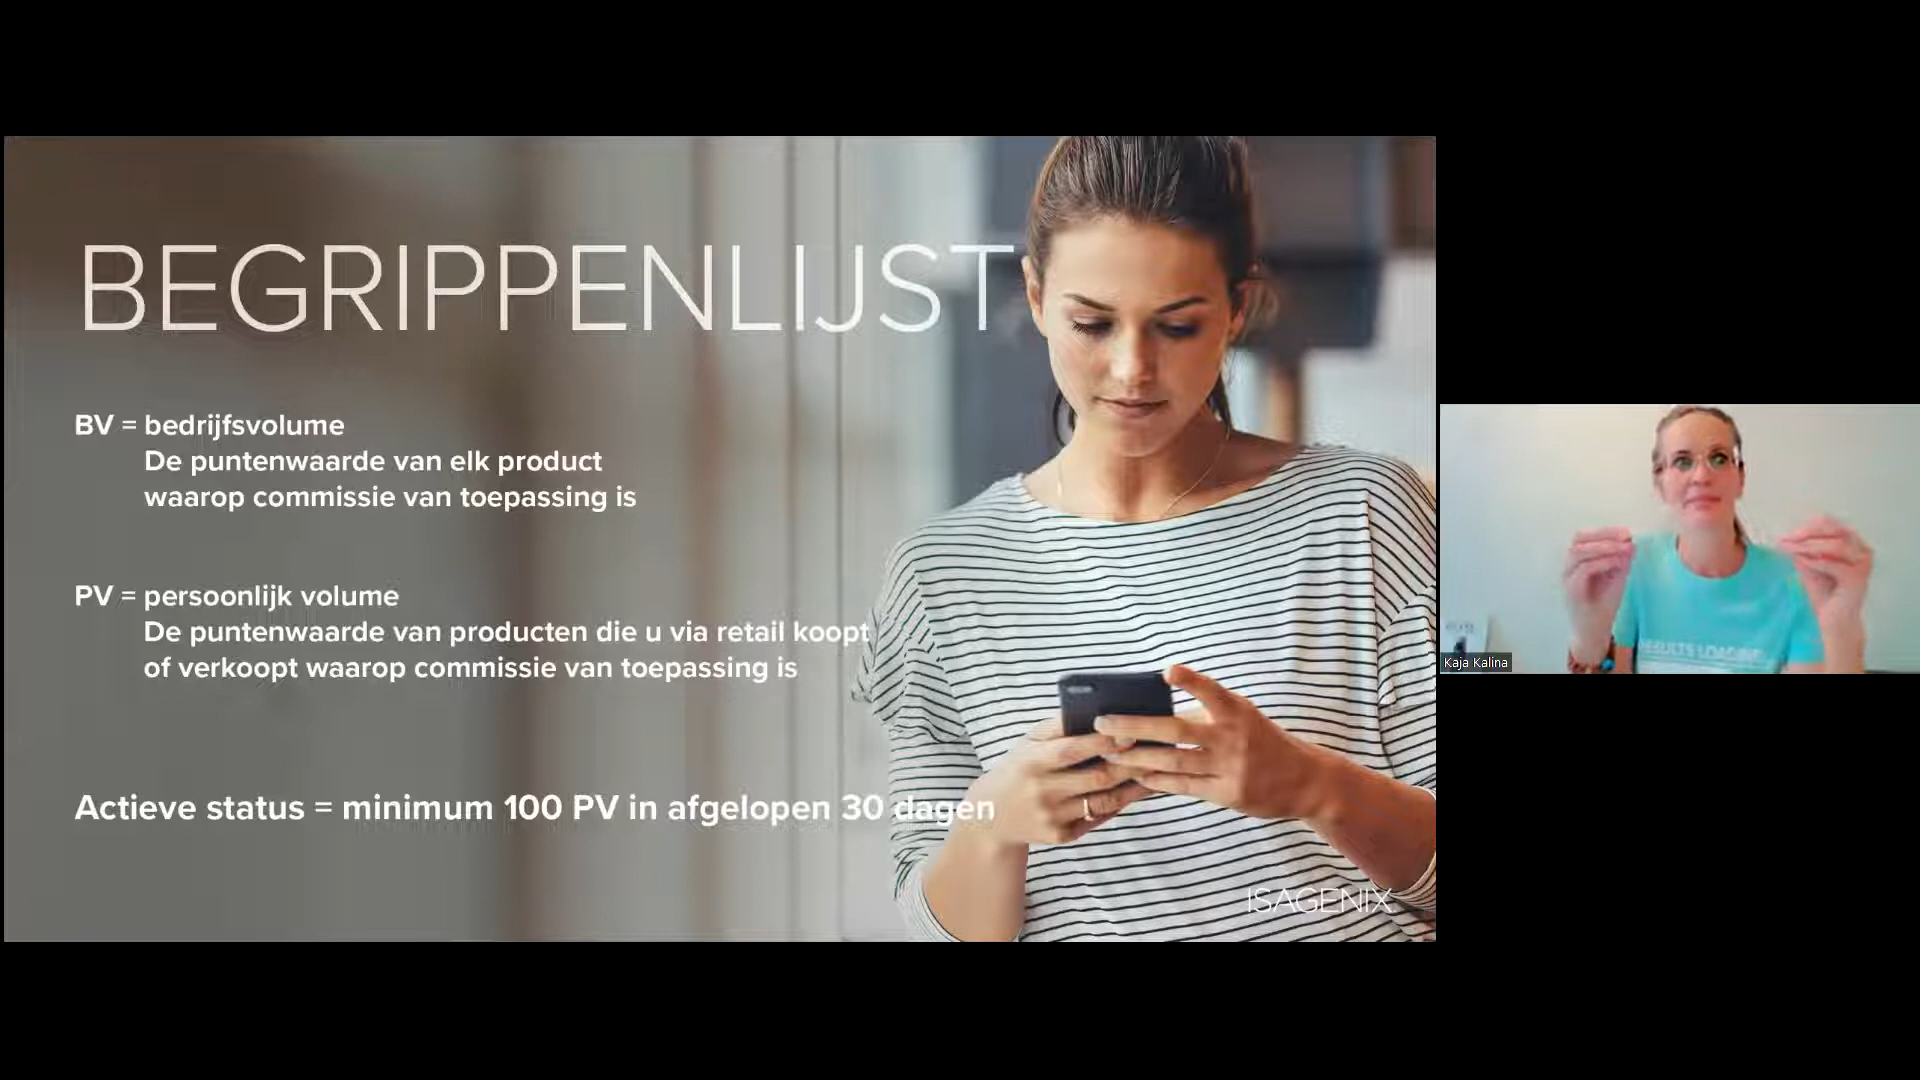 BEGRIPPENLIJST
BV = bedrijfsvolume
De puntenwaarde van elk product
waarop commissie van toepassing is
PV = persoonlijk volume
De puntenwaarde van producten die u via retail koopt
of verkoopt waarop commissie van toepassing is
Actieve status = minimum 100 PV in afgelopen 30 dagen
ISAGENIX
RESULTS LOADING
Kaja Kalina